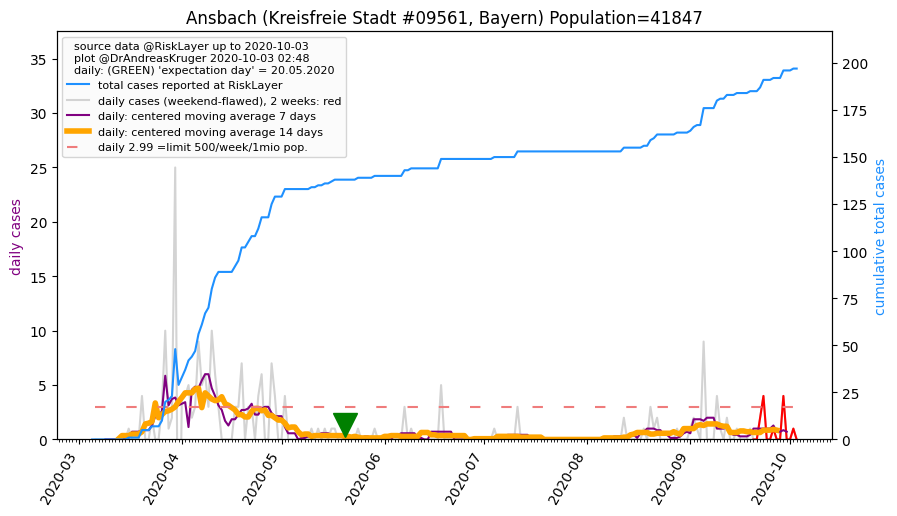 Ansbach (Kreisfreie Stadt #09561, Bayern) Population=41847
source data @RiskLayer up to 2020-10-03
plot @DrAndreasKruger 2020-10-03 02:48
daily: (GREEN) 'expectation day' = 20.05.2020
total cases reported at RiskLayer
daily cases (weekend-flawed), 2 weeks: red
daily: centered moving average 7 days
daily: centered moving average 14 days
daily 2.99 =limit 500/week/1mio pop.
daily cases
35
30
25
20
15
10
5
0
cumulative total cases
200
175
150
125
100
75
50
25
0
2020-03
2020-04
2020-05
2020-06
2020-07
2020-08
2020-09
2020-10